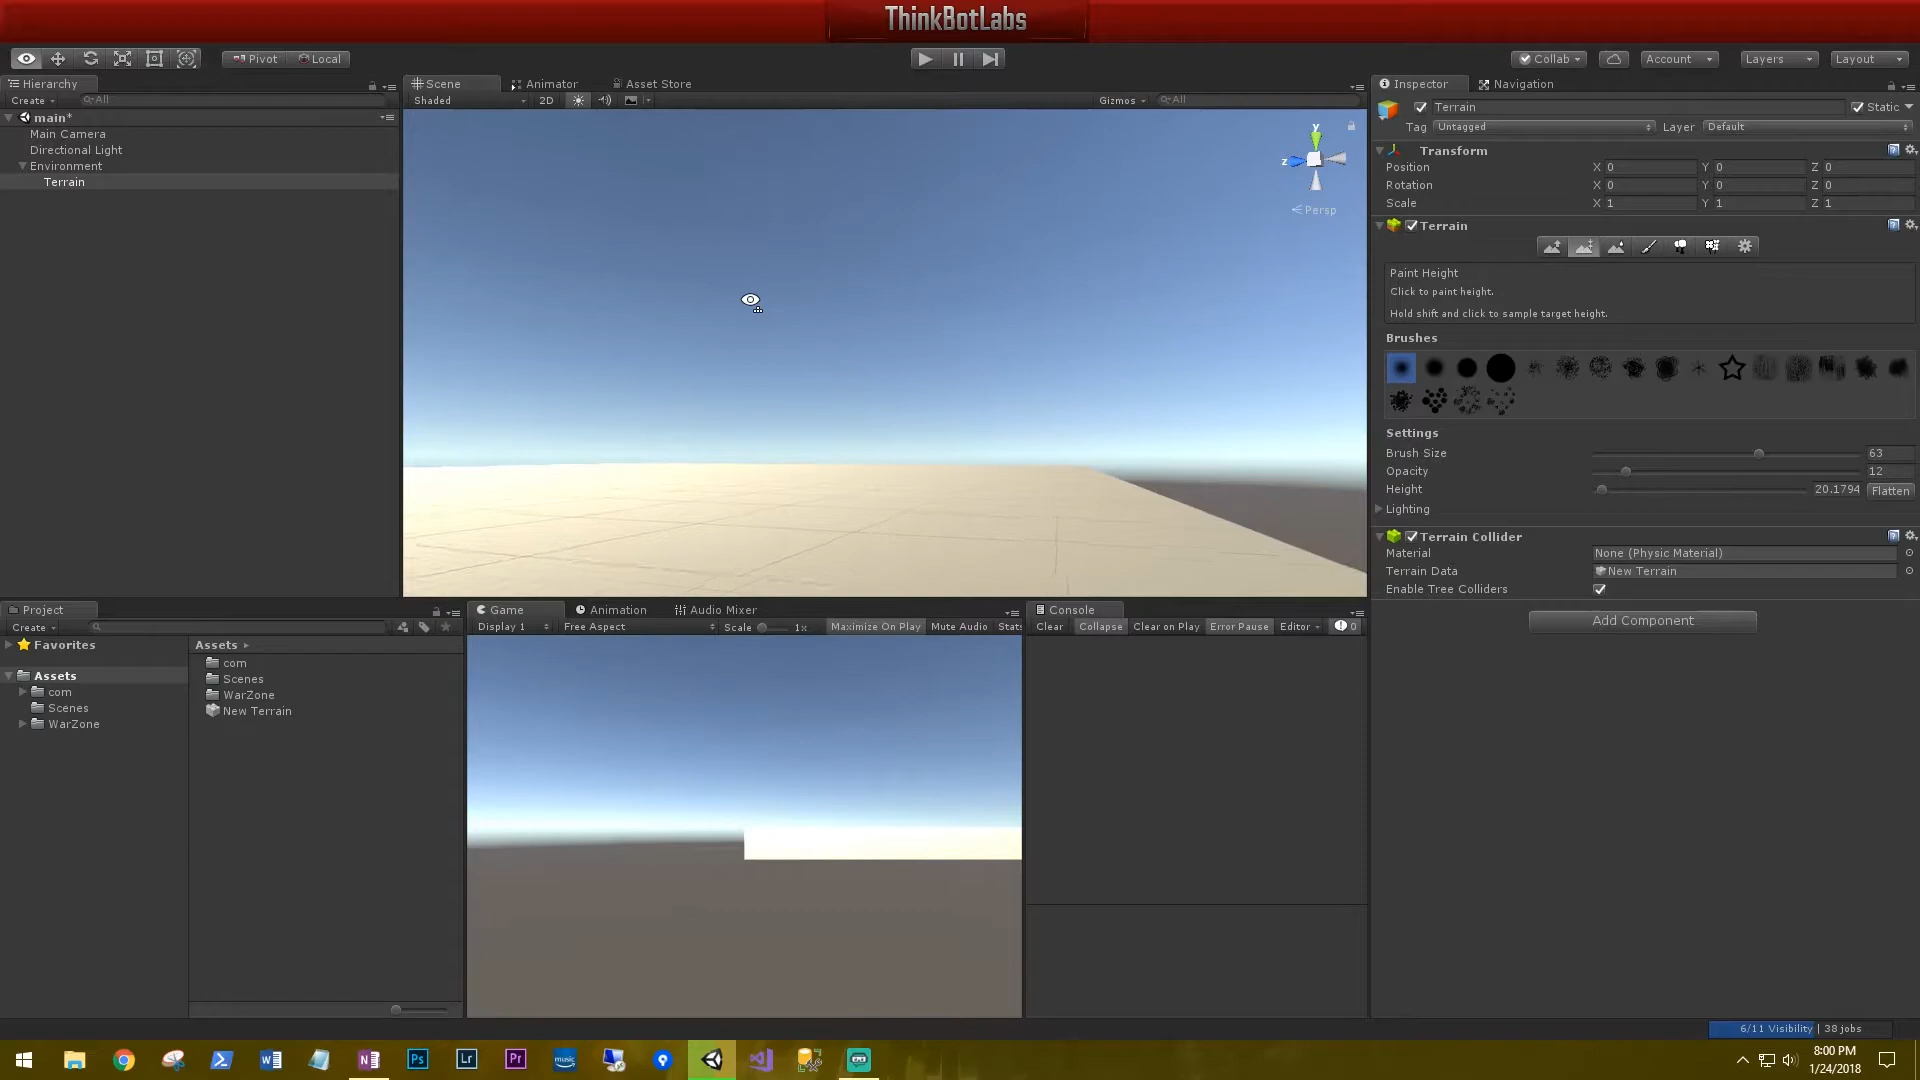 ThinkBotLabs
Pivot Local
Collab Account Layers Layout
Hierarchy
Create All
main*
Main Camera
Directional Light
Environment
Terrain
Scene Animator Asset Store
Shaded 2D Gizmos All
y
z
Persp
Inspector Navigation
Terrain Static
Tag Untagged Layer Default
Transform
Position X 0 Y 0 Z 0
Rotation X 0 Y 0 Z 0
Scale X 1 Y 1 Z 1
Terrain
Paint Height
Click to paint height.
Hold shift and click to sample target height.
Brushes
Settings
Brush Size 63
Opacity 12
Height 20.1794 Flatten
Lighting
Terrain Collider
Material None (Physic Material)
Terrain Data New Terrain
Enable Tree Colliders
Add Component
Project
Create
Favorites
Assets
com
Scenes
WarZone
Assets
com
Scenes
WarZone
New Terrain
Game Animation Audio Mixer
Display 1 Free Aspect Scale 1x Maximize On Play Mute Audio Stats
Console
Clear Collapse Clear on Play Error Pause Editor 0
6/11 Visibility | 38 jobs
Ps Lr Pr music
8:00 PM
1/24/2018